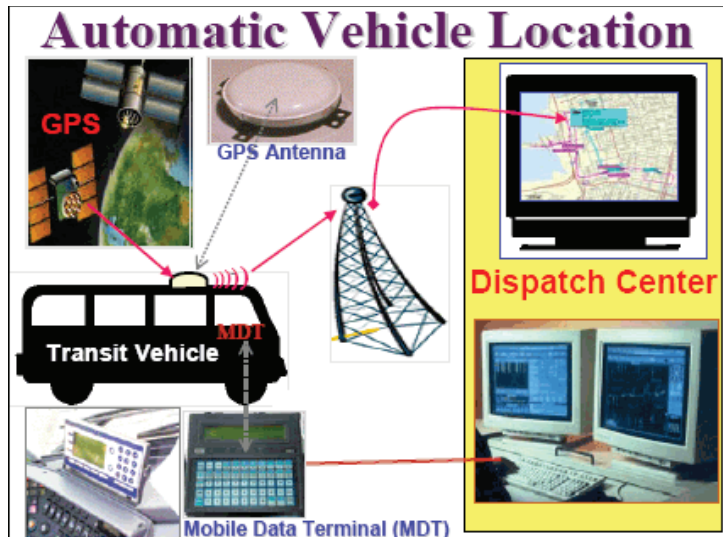 Automatic Vehicle Location
GPS
GPS Antenna
Dispatch Center
MDT
Transit Vehicle
Mobile Data Terminal (MDT)